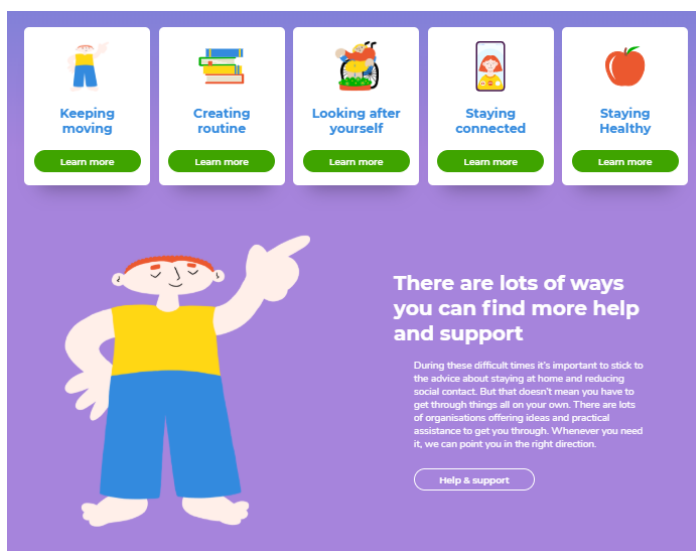 Keeping
moving
Learn more
Creating
routine
Learn more
Looking after
yourself
Learn more
Staying
connected
Learn more
Staying
Healthy
Learn more
There are lots of ways
you can find more help
and support
During these difficult times it's important to stick to
the advice about staying at home and reducing
social contact. But that doesn't mean you have to
get through things all on your own. There are lots
of organisations offering ideas and practical
assistance to get you through. Whenever you need
it, we can point you in the right direction.
Help & support